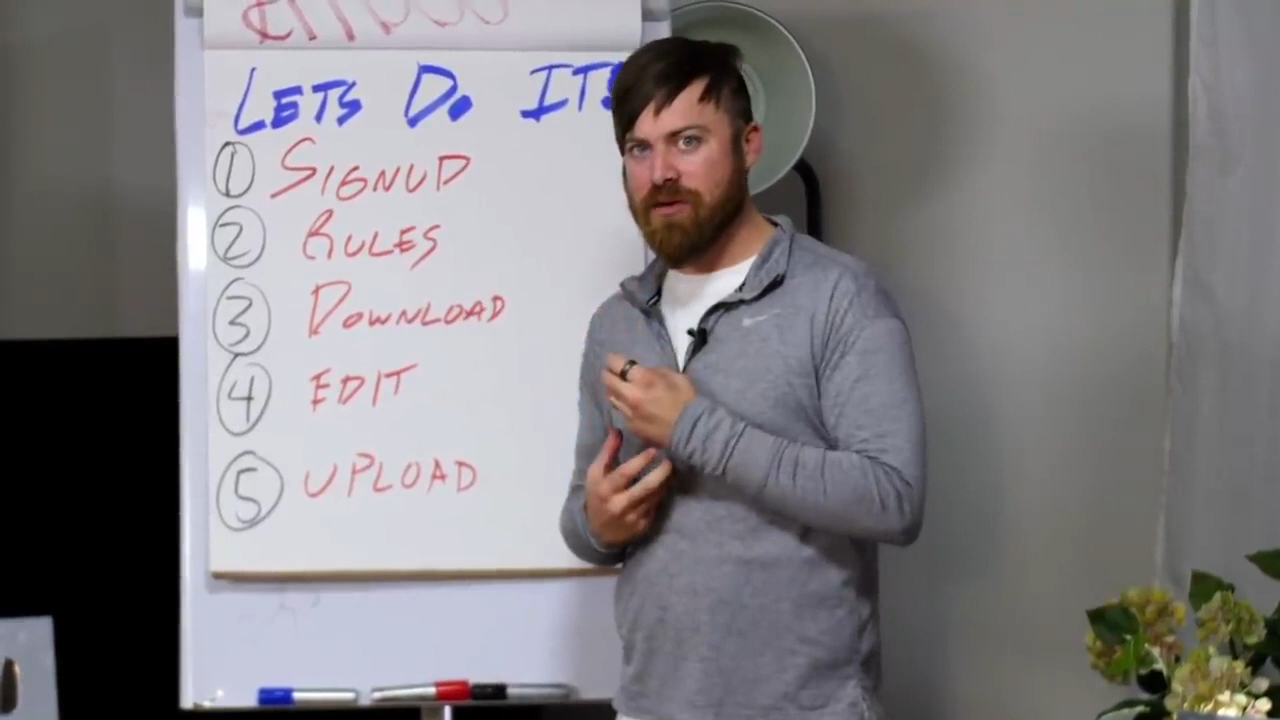 LETS DO IT!
1 SIGNUP
2 RULES
3 DOWNLOAD
4 EDIT
5 UPLOAD